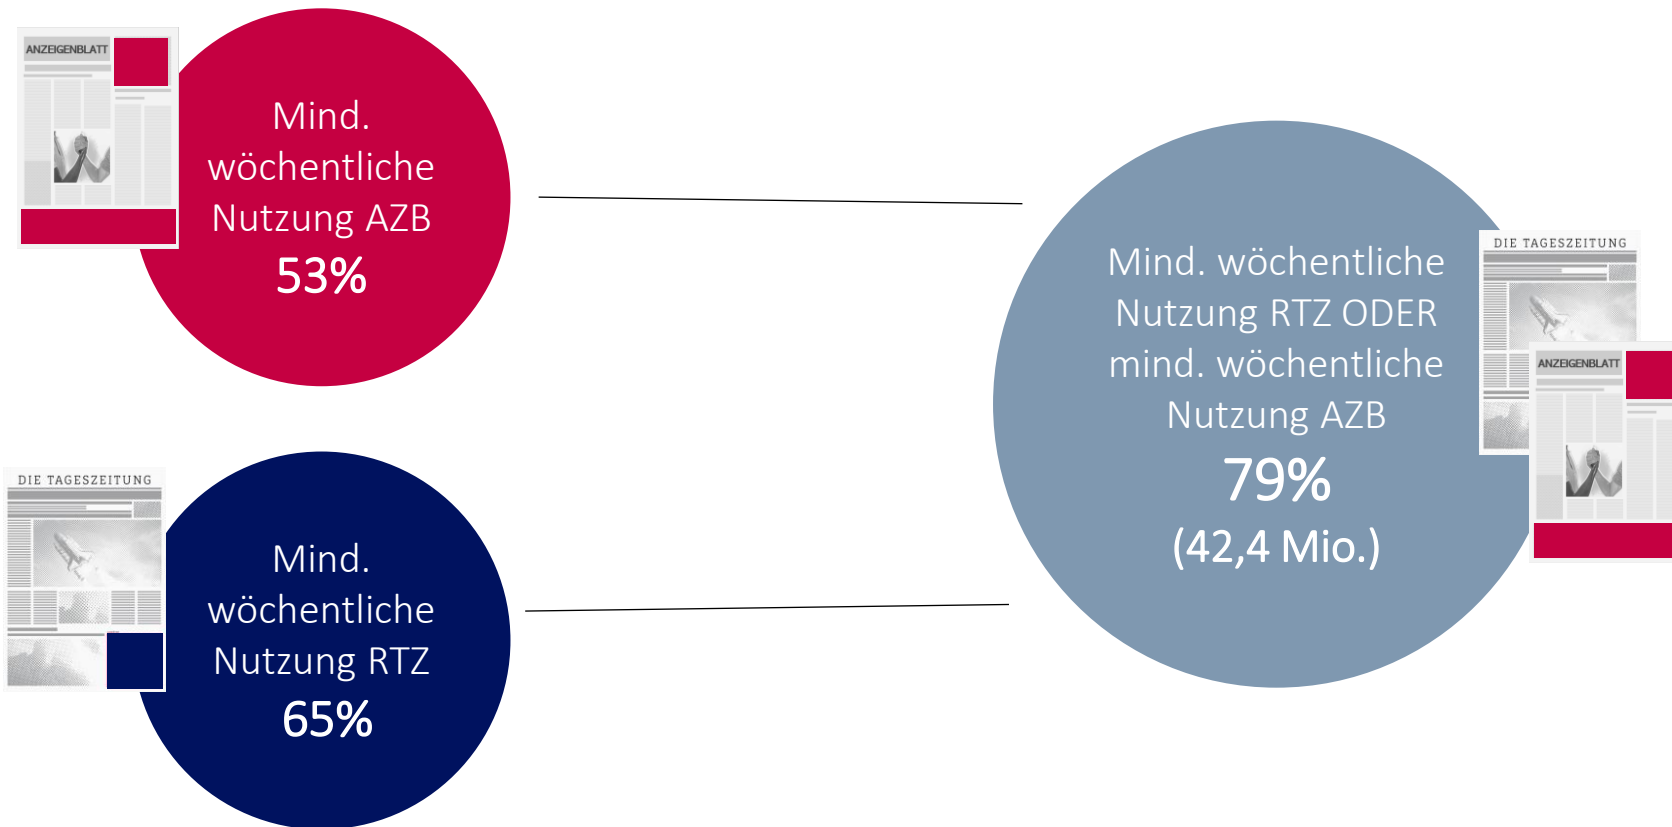 ANZEIGENBLATT
Mind.
wöchentliche
Nutzung AZB
53%
DIE TAGESZEITUNG
Mind.
wöchentliche
Nutzung RTZ
65%
Mind. wöchentliche
Nutzung RTZ ODER
mind. wöchentliche
Nutzung AZB
79%
(42,4 Mio.)
DIE TAGESZEITUNG
ANZEIGENBLATT